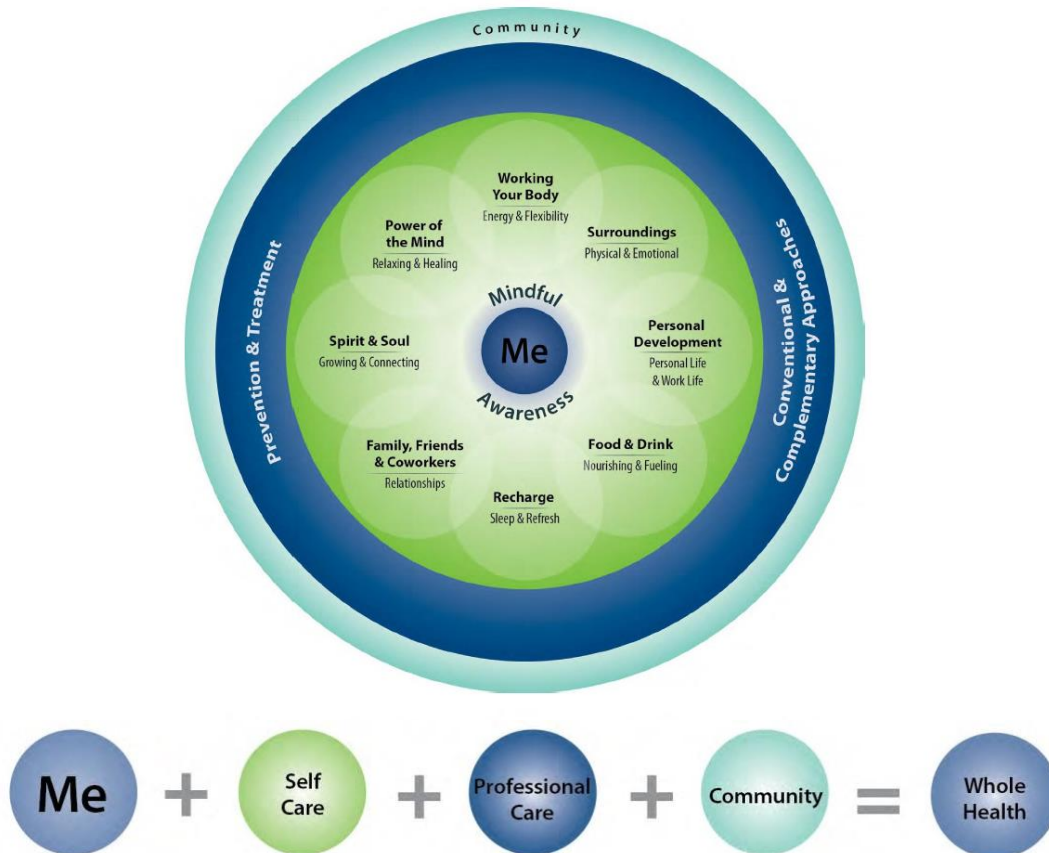 Community
Working
Your Body
Energy & Flexibility
Surroundings
Physical & Emotional
Personal
Development
Personal Life
& Work Life
Food & Drink
Nourishing & Fueling
Recharge
Sleep & Refresh
Family, Friends
& Coworkers
Relationships
Spirit & Soul
Growing & Connecting
Power of
the Mind
Relaxing & Healing
Mindful
Me
Awareness
Prevention & Treatment
Conventional &
Complementary Approaches
Me
+
Self
Care
+
Professional
Care
+
Community
=
Whole
Health